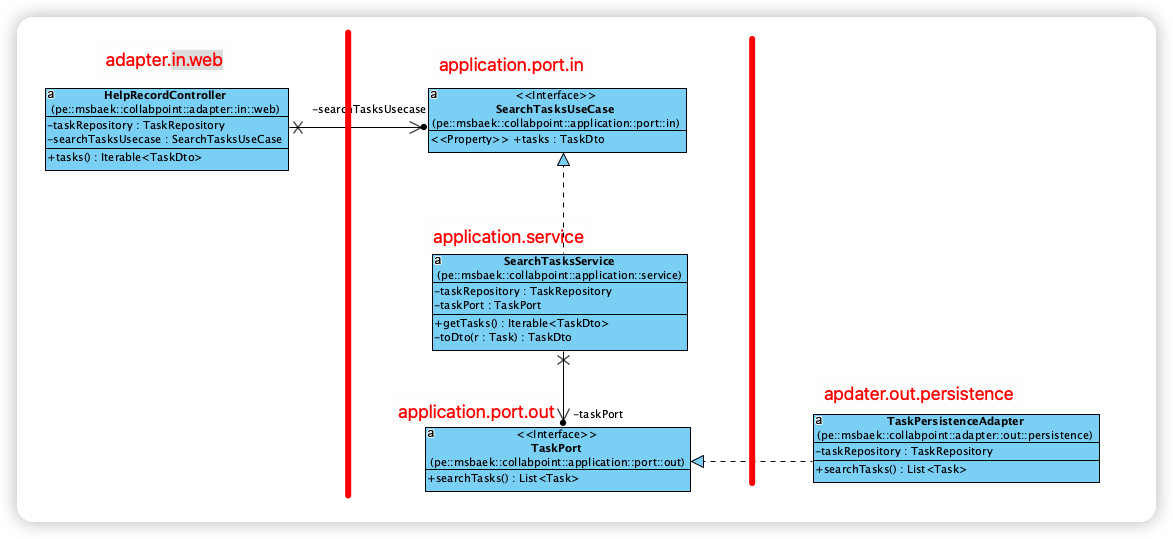 adapter.in.web
a
HelpRecordController
(pe::msbaek::collabpoint::adapter::in::web)
-taskRepository : TaskRepository
-searchTasksUsecase : SearchTasksUseCase
+tasks() : Iterable<TaskDto>
-searchTasksUsecase
application.port.in
a
<<Interface>>
SearchTasksUseCase
(pe::msbaek::collabpoint::application::port::in)
<<Property>> +tasks : TaskDto
application.service
a
SearchTasksService
(pe::msbaek::collabpoint::application::service)
-taskRepository : TaskRepository
-taskPort : TaskPort
+getTasks() : Iterable<TaskDto>
-toDto(r : Task) : TaskDto
application.port.out
-taskPort
a
<<Interface>>
TaskPort
(pe::msbaek::collabpoint::application::port::out)
+searchTasks() : List<Task>
apdater.out.persistence
a
TaskPersistenceAdapter
(pe::msbaek::collabpoint::adapter::out::persistence)
-taskRepository : TaskRepository
+searchTasks() : List<Task>